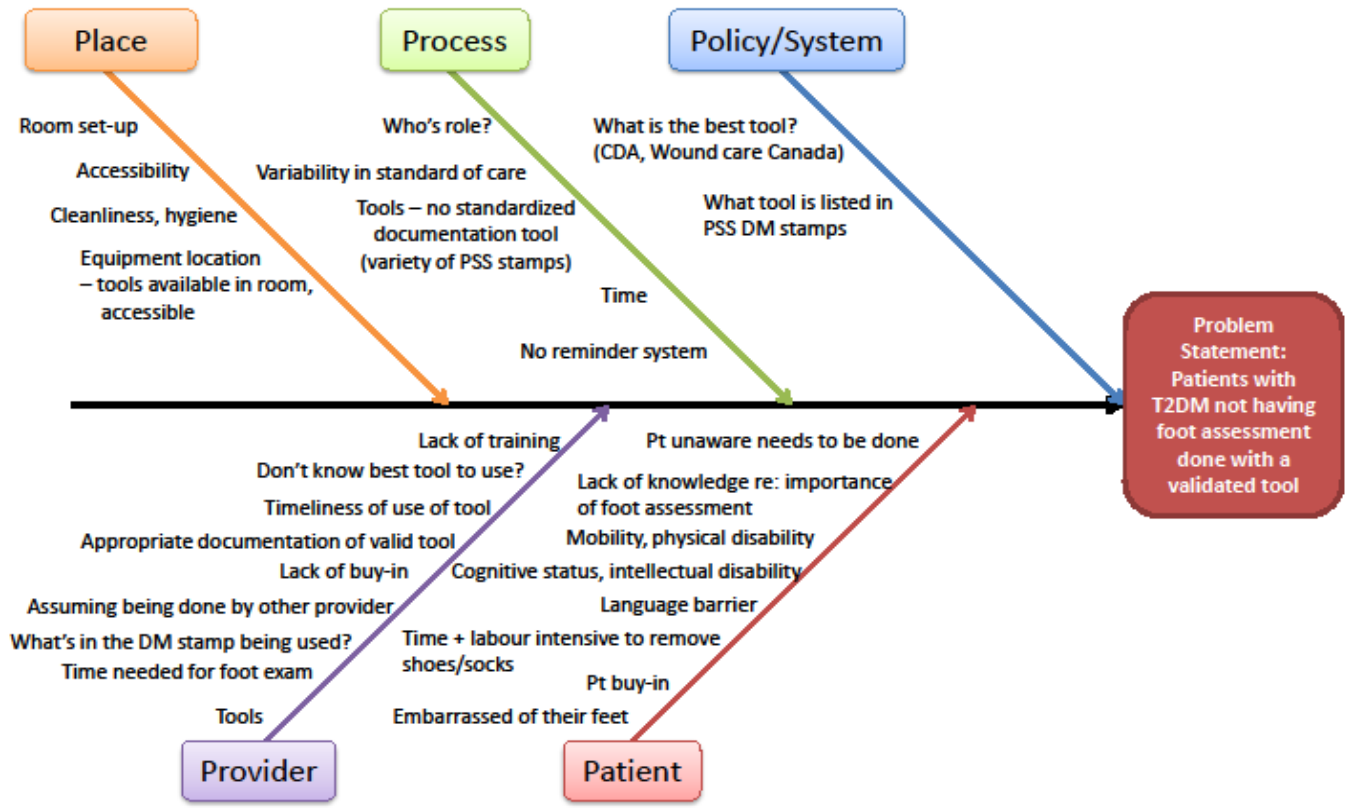 Place
Process
Policy/System
Room set-up
Accessibility
Cleanliness, hygiene
Equipment location
– tools available in room,
accessible
Who's role?
Variability in standard of care
Tools – no standardized
documentation tool
(variety of PSS stamps)
Time
No reminder system
What is the best tool?
(CDA, Wound care Canada)
What tool is listed in
PSS DM stamps
Problem
Statement:
Patients with
T2DM not having
foot assessment
done with a
validated tool
Lack of training
Don't know best tool to use?
Timeliness of use of tool
Appropriate documentation of valid tool
Lack of buy-in
Assuming being done by other provider
What's in the DM stamp being used?
Time needed for foot exam
Tools
Provider
Pt unaware needs to be done
Lack of knowledge re: importance
of foot assessment
Mobility, physical disability
Cognitive status, intellectual disability
Language barrier
Time + labour intensive to remove
shoes/socks
Pt buy-in
Embarrassed of their feet
Patient